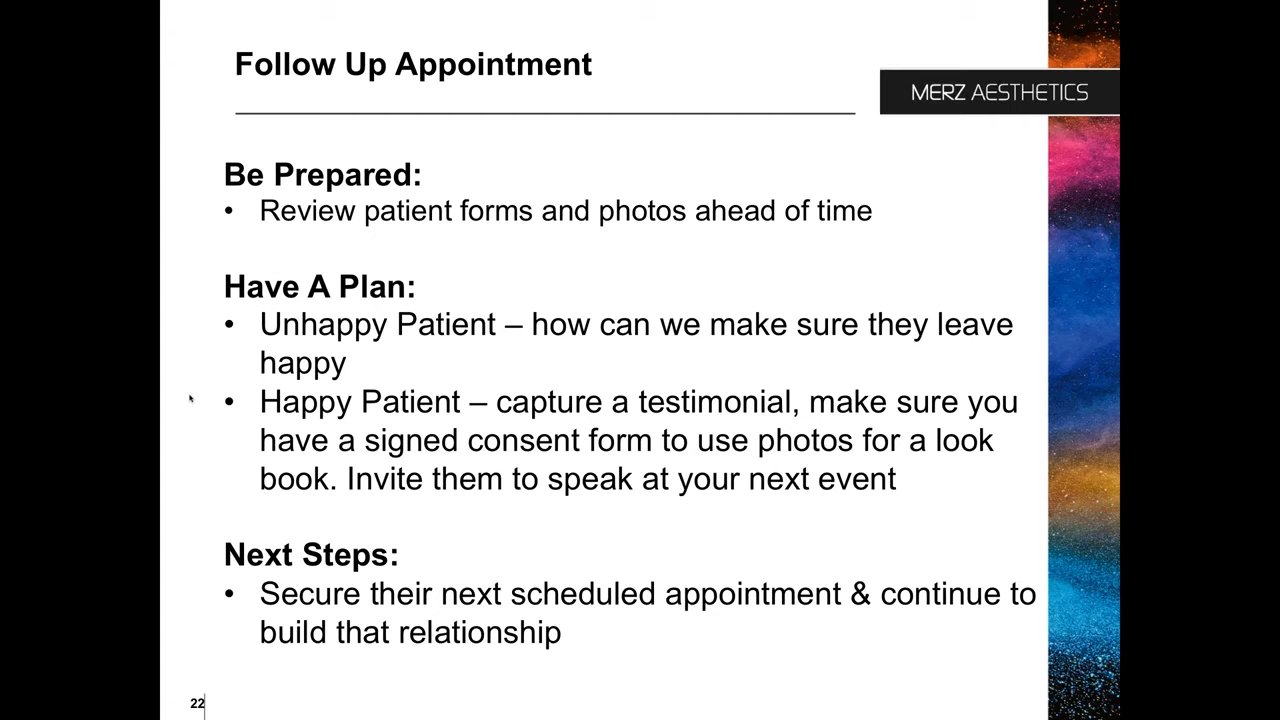 Follow Up Appointment
MERZ AESTHETICS
Be Prepared:
• Review patient forms and photos ahead of time
Have A Plan:
• Unhappy Patient – how can we make sure they leave
happy
• Happy Patient – capture a testimonial, make sure you
have a signed consent form to use photos for a look
book. Invite them to speak at your next event
Next Steps:
• Secure their next scheduled appointment & continue to
build that relationship
22